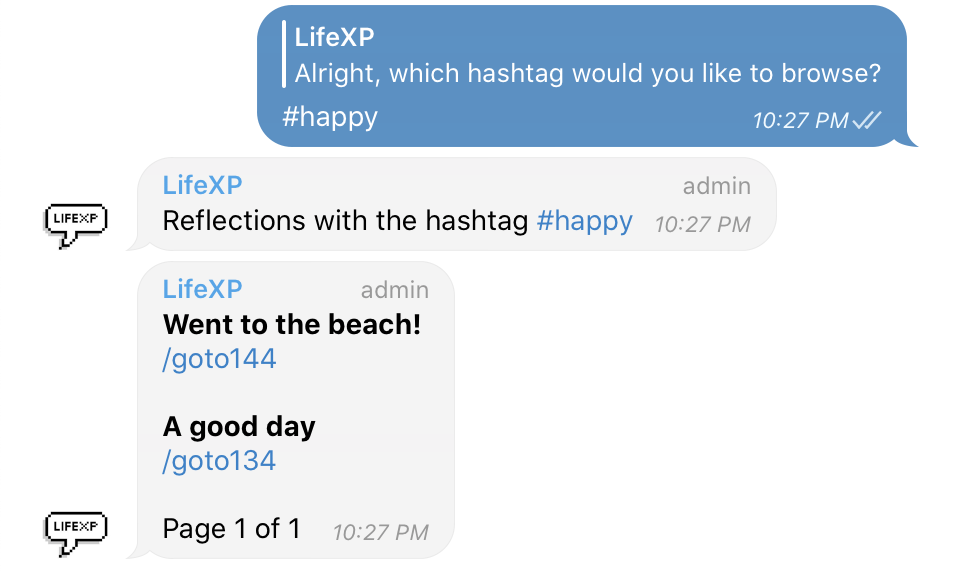 LifeXP
Alright, which hashtag would you like to browse?
#happy 10:27 PM
LifeXP admin
LIFEXP Reflections with the hashtag #happy 10:27 PM
LifeXP admin
Went to the beach!
/goto144
A good day
/goto134
LIFEXP Page 1 of 1 10:27 PM